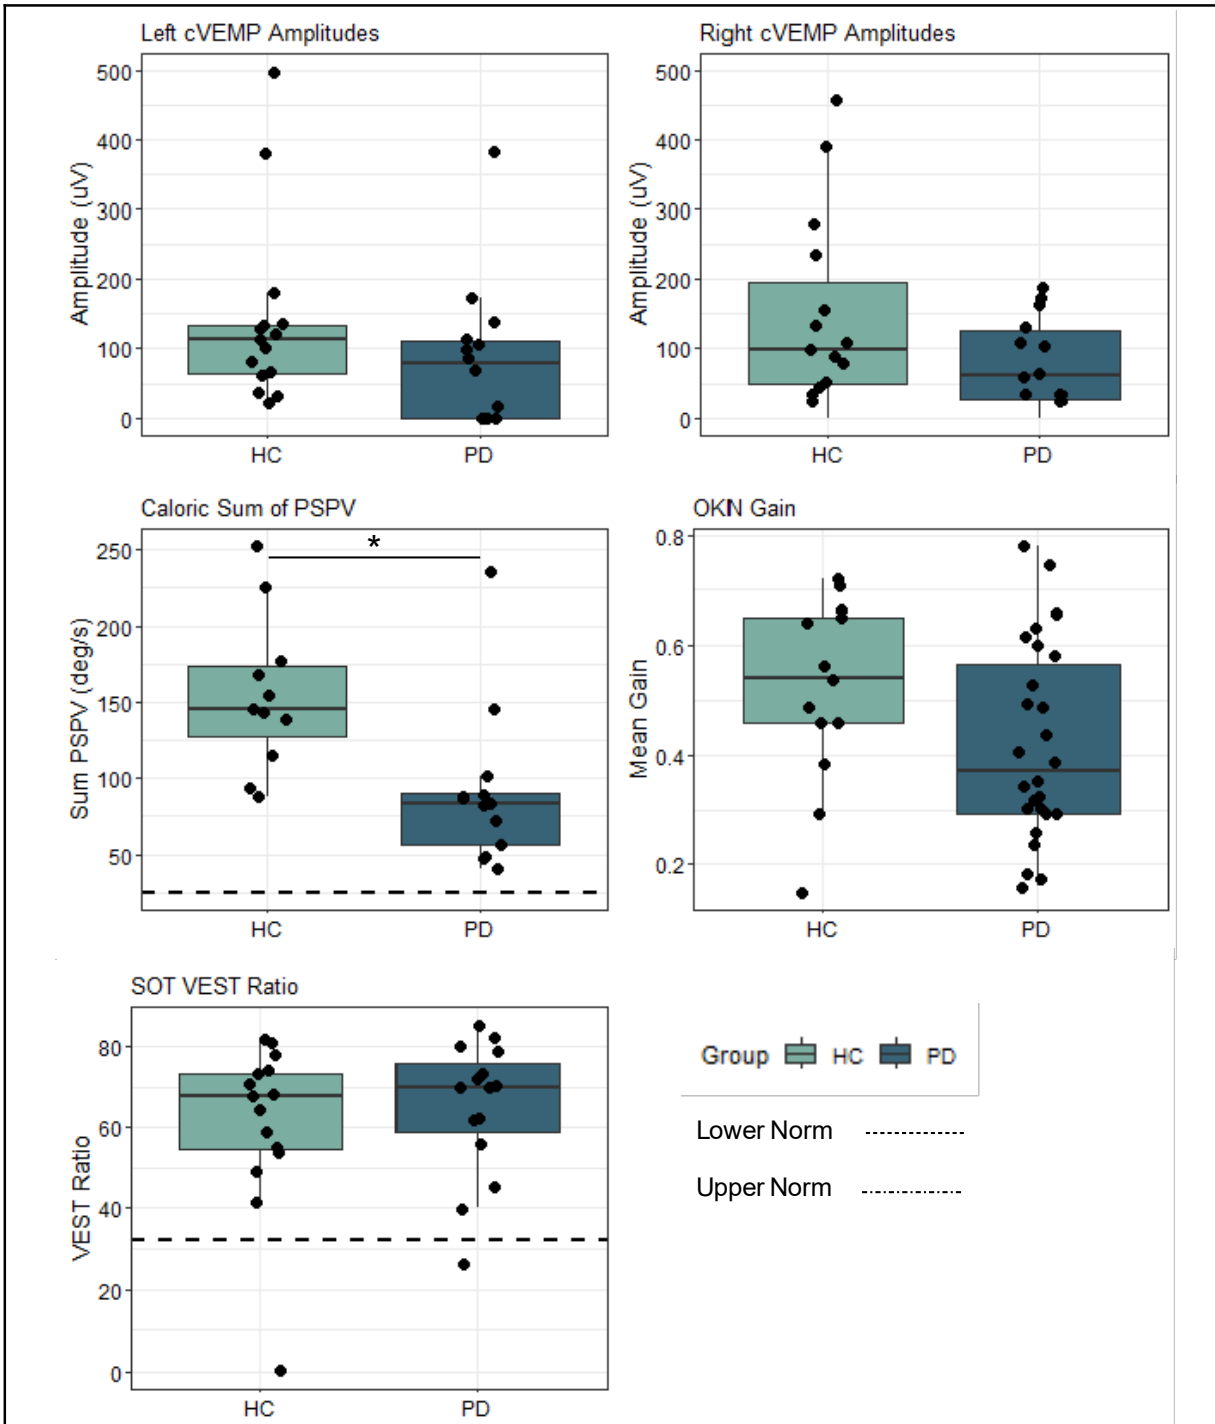 Left cVEMP Amplitudes
Amplitude (uV)
500
400
300
200
100
0
HC PD
Right cVEMP Amplitudes
Amplitude (uV)
500
400
300
200
100
0
HC PD
Caloric Sum of PSPV
Sum PSPV (deg/s)
250
200
150
100
50
*
HC PD
OKN Gain
Mean Gain
0.8
0.6
0.4
0.2
HC PD
SOT VEST Ratio
VEST Ratio
80
60
40
20
0
HC PD
Group HC PD
Lower Norm
Upper Norm